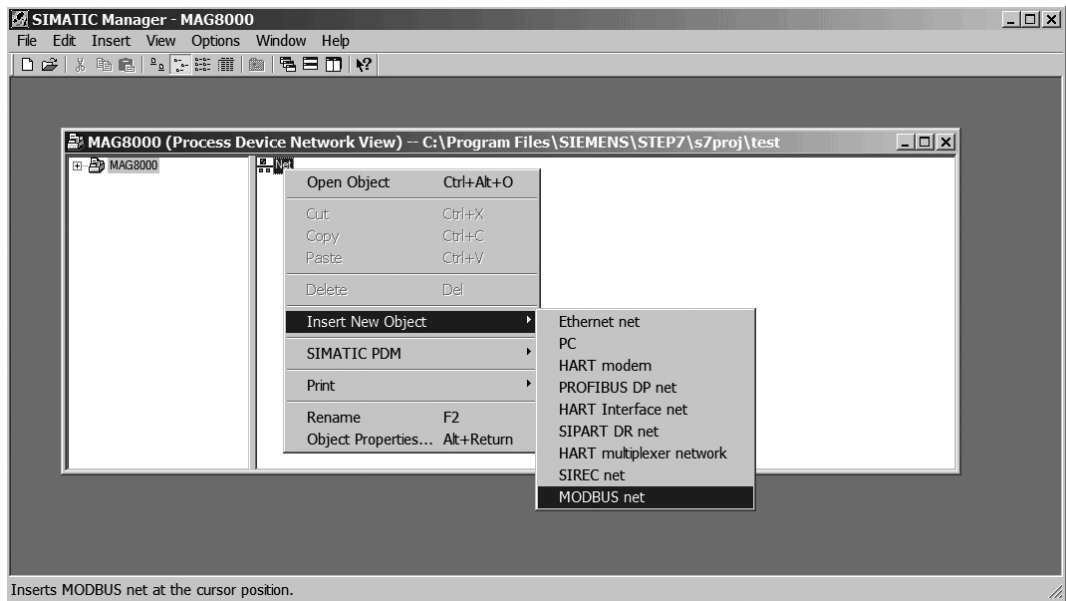 SIMATIC Manager - MAG8000
File Edit Insert View Options Window Help
MAG8000 (Process Device Network View) -- C:\Program Files\SIEMENS\STEP7\s7proj\test
MAG8000
Net
Open Object Ctrl+Alt+O
Cut Ctrl+X
Copy Ctrl+C
Paste Ctrl+V
Delete Del
Insert New Object
SIMATIC PDM
Print
Rename F2
Object Properties... Alt+Return
Ethernet net
PC
HART modem
PROFIBUS DP net
HART Interface net
SIPART DR net
HART multiplexer network
SIREC net
MODBUS net
Inserts MODBUS net at the cursor position.